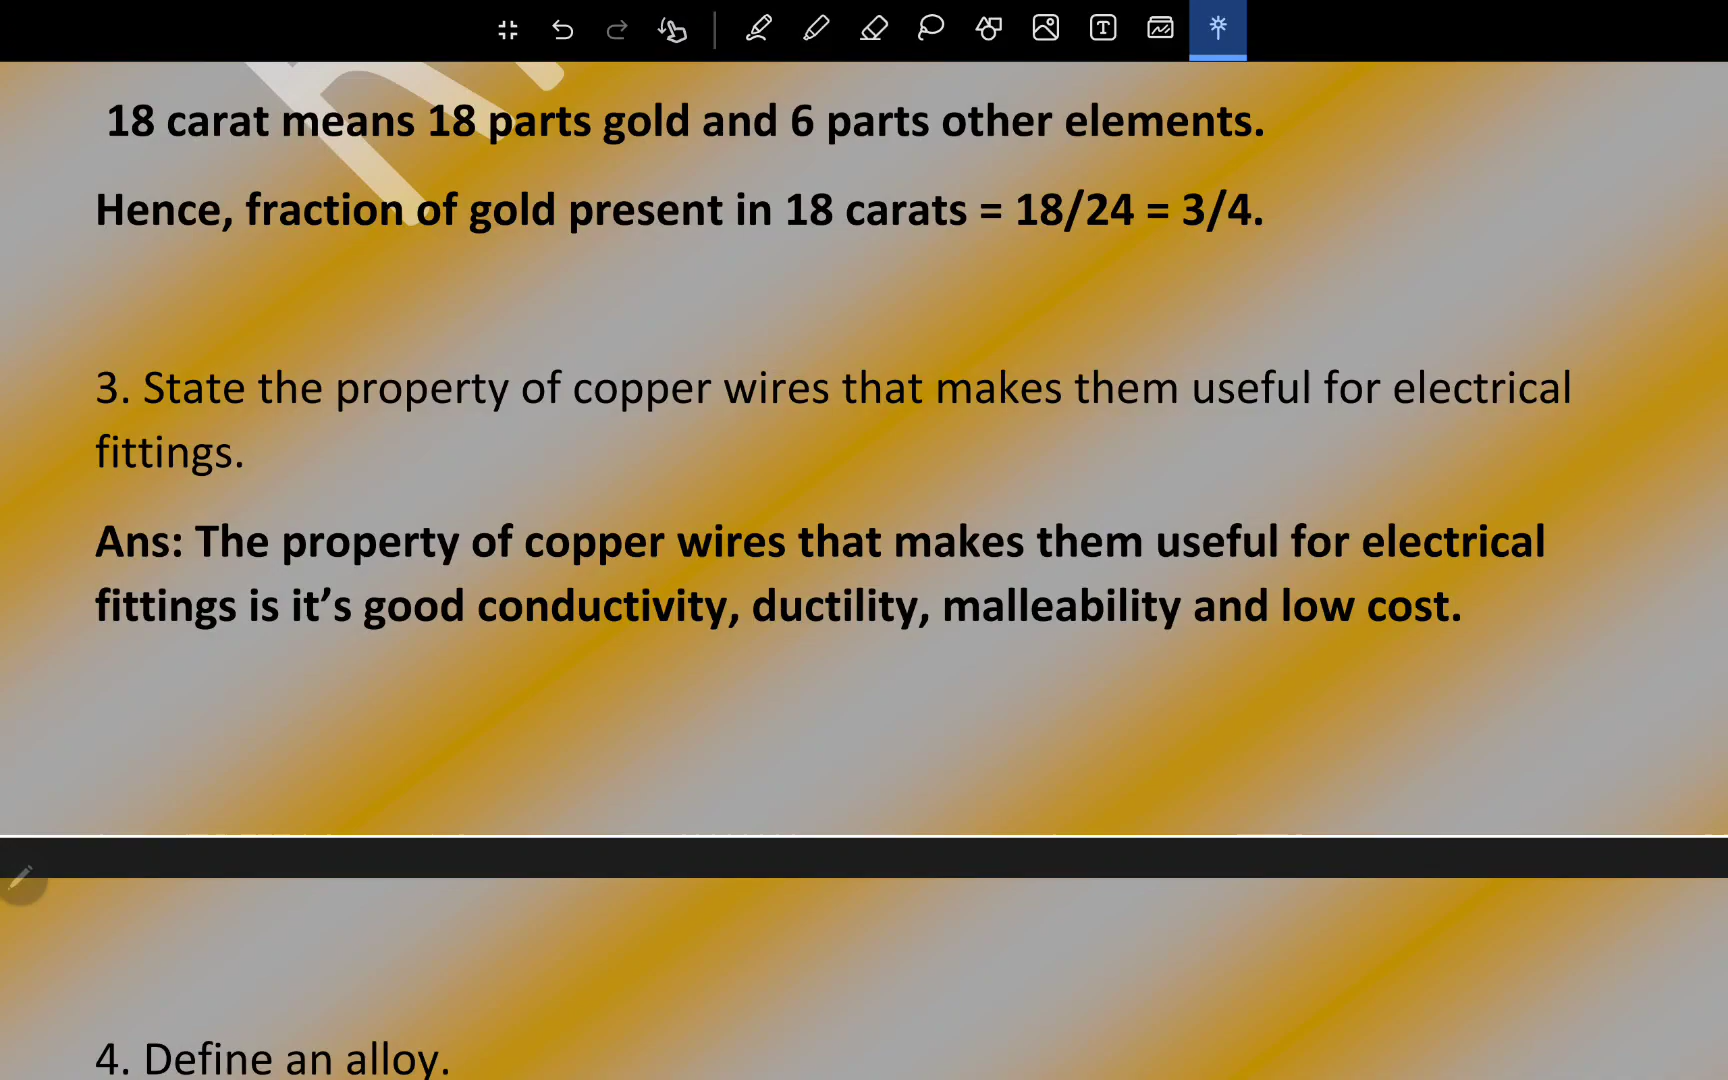 18 carat means 18 parts gold and 6 parts other elements.
Hence, fraction of gold present in 18 carats = 18/24 = 3/4.
3. State the property of copper wires that makes them useful for electrical
fittings.
Ans: The property of copper wires that makes them useful for electrical
fittings is it’s good conductivity, ductility, malleability and low cost.
4. Define an alloy.